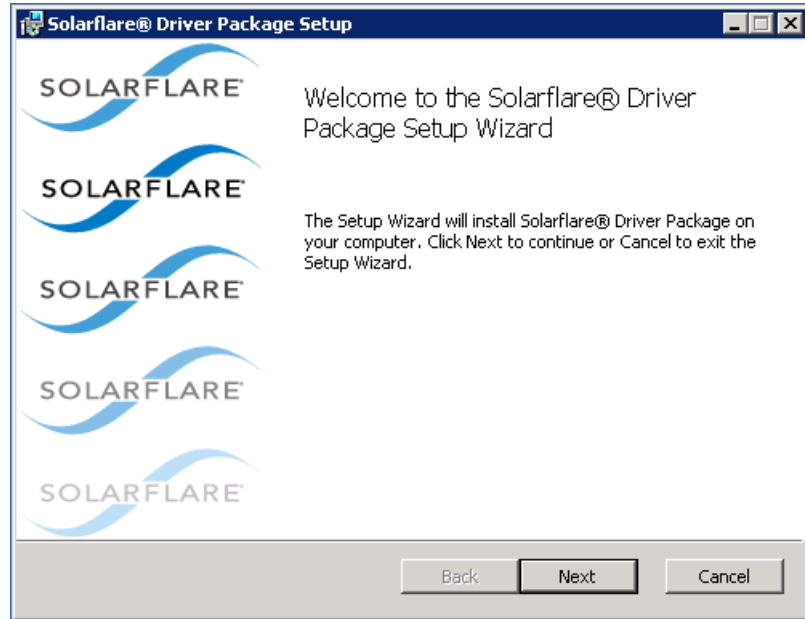 Solarflare® Driver Package Setup
SOLARFLARE®
Welcome to the Solarflare® Driver
Package Setup Wizard
SOLARFLARE®
The Setup Wizard will install Solarflare® Driver Package on
your computer. Click Next to continue or Cancel to exit the
Setup Wizard.
SOLARFLARE®
SOLARFLARE®
SOLARFLARE®
Back
Next
Cancel